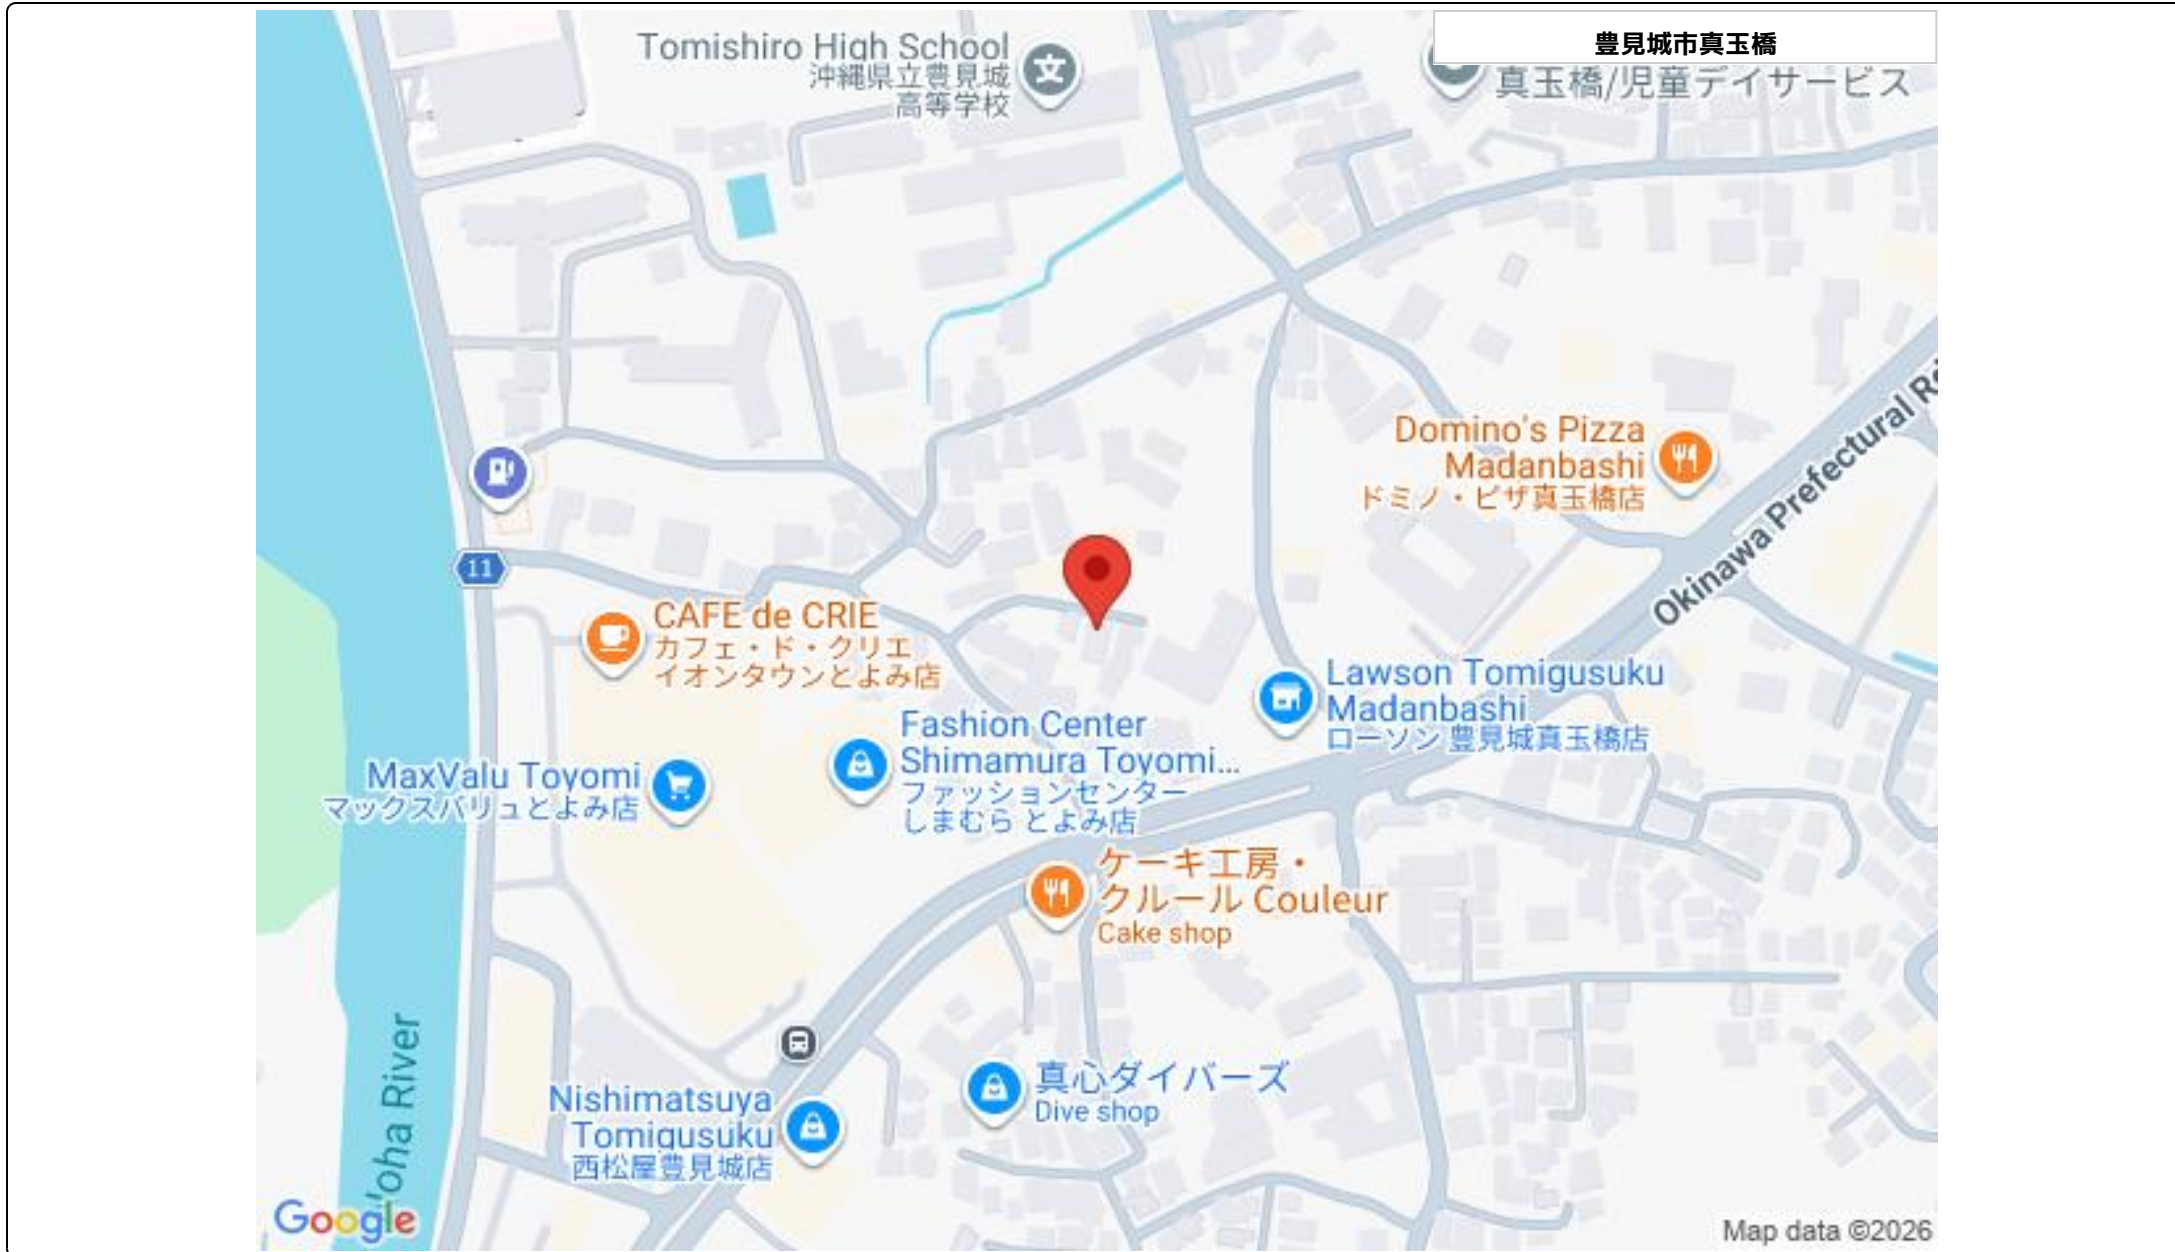 豊見城市真玉橋
Tomishiro High School
沖縄県立豊見城
高等学校
真玉橋/児童デイサービス
Domino's Pizza
Madanbashi
ドミノ・ピザ真玉橋店
Okinawa Prefectural
11
CAFE de CRIE
カフェ・ド・クリエ
イオンタウンとよみ店
Lawson Tomigusuku
Madanbashi
ローソン 豊見城真玉橋店
Fashion Center
Shimamura Toyomi...
ファッションセンター
しまむら とよみ店
MaxValu Toyomi
マックスバリュとよみ店
ケーキ工房・
クルール Couleur
Cake shop
真心ダイバーズ
Dive shop
Nishimatsuya
Tomigusuku
西松屋豊見城店
River
Google
Map data ©2026